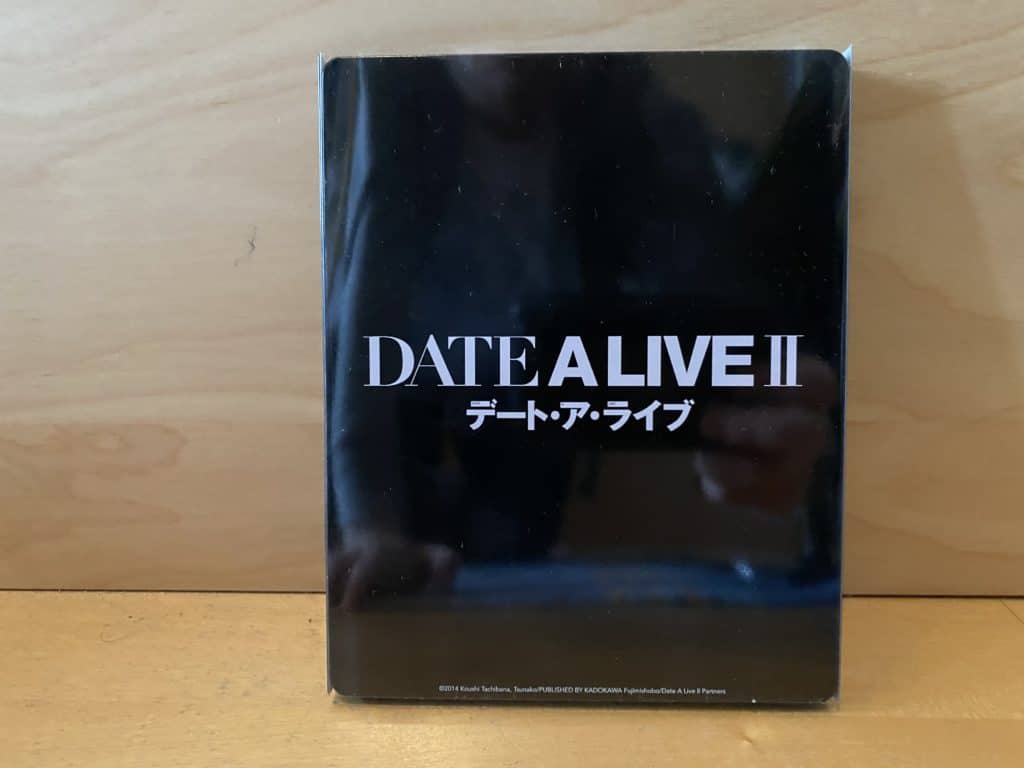 DATE A LIVE II
デート・ア・ライブ
©2014 Koushi Tachibana, Tsunako/PUBLISHED BY KADOKAWA Fujimishobo/Date A Live II Partners